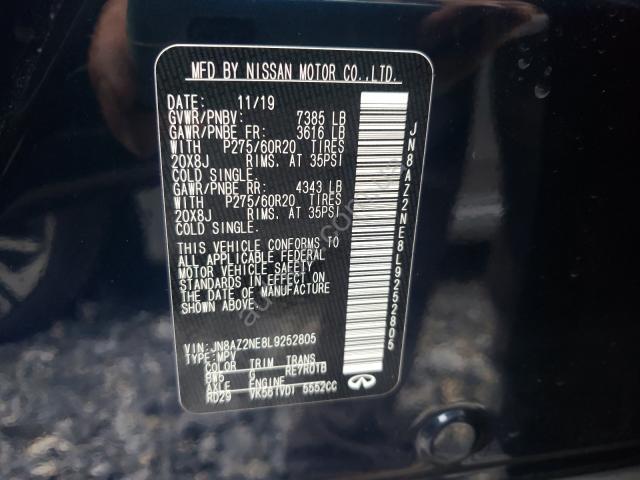 MFD BY NISSAN MOTOR CO.,LTD.
DATE: 11/19
GVWR/PNBV: 7385 LB
GAWR/PNBE FR: 3616 LB
WITH P275/60R20 TIRES
20X8J RIMS. AT 35PSI
COLD SINGLE.
GAWR/PNBE RR: 4343 LB
WITH P275/60R20 TIRES
20X8J RIMS. AT 35PSI
COLD SINGLE.
THIS VEHICLE CONFORMS TO
ALL APPLICABLE FEDERAL
MOTOR VEHICLE SAFETY
STANDARDS IN EFFECT ON
THE DATE OF MANUFACTURE
SHOWN ABOVE.
VIN: JN8AZ2NE8L9252805
TYPE: MPV
COLOR TRIM TRANS
BW5 G RE7R01B
AXLE ENGINE
RD29 VK56TVD1 5552CC
JN8AZ2NE8L9252805